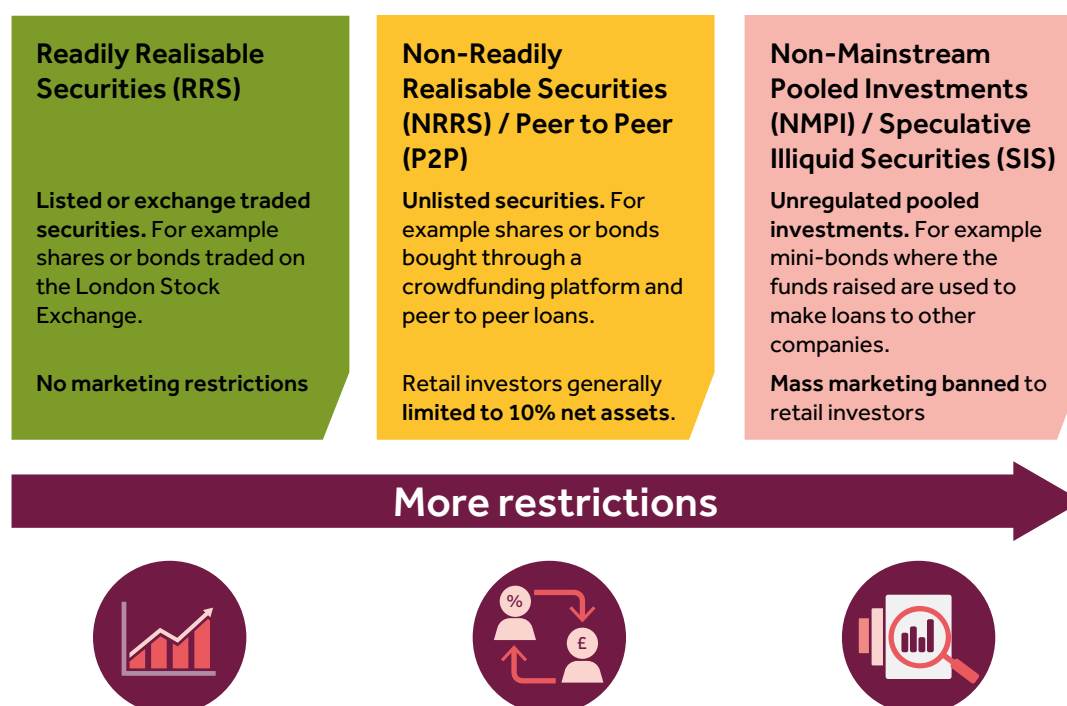 Readily Realisable
Securities (RRS)
Listed or exchange traded
securities. For example
shares or bonds traded on
the London Stock
Exchange.
No marketing restrictions
Non-Readily
Realisable Securities
(NRRS) / Peer to Peer
(P2P)
Unlisted securities. For
example shares or bonds
bought through a
crowdfunding platform and
peer to peer loans.
Retail investors generally
limited to 10% net assets.
Non-Mainstream
Pooled Investments
(NMPI) / Speculative
Illiquid Securities (SIS)
Unregulated pooled
investments. For example
mini-bonds where the
funds raised are used to
make loans to other
companies.
Mass marketing banned to
retail investors
More restrictions
%
£